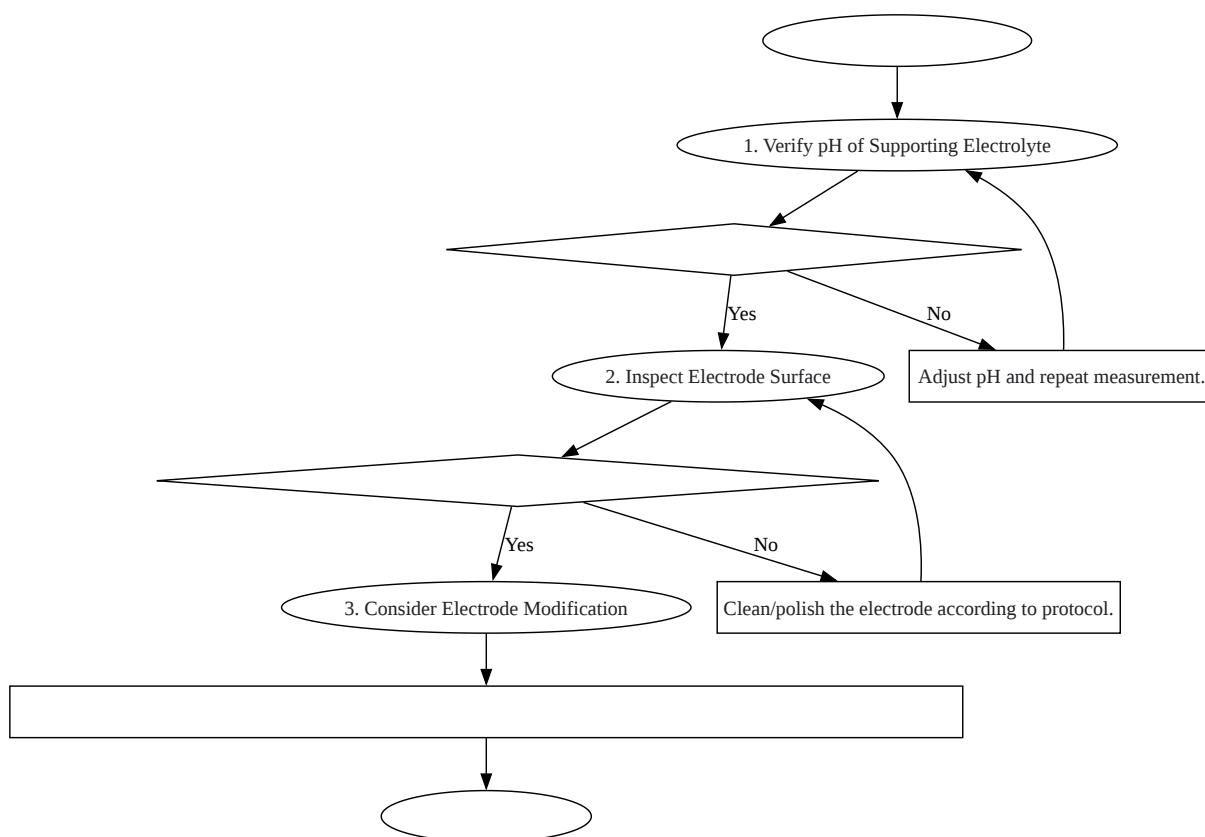 1. Verify pH of Supporting Electrolyte
Yes
No
2. Inspect Electrode Surface
Adjust pH and repeat measurement.
Yes
No
3. Consider Electrode Modification
Clean/polish the electrode according to protocol.